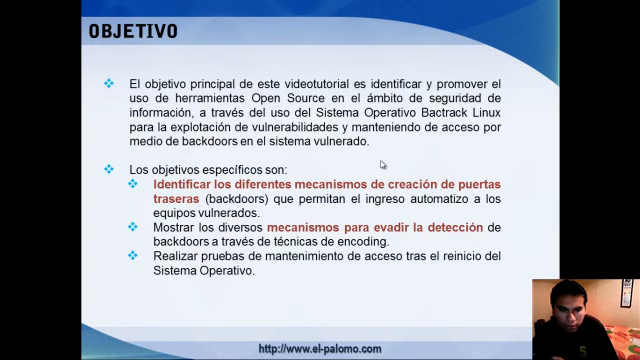 OBJETIVO
El objetivo principal de este videotutorial es identificar y promover el
uso de herramientas Open Source en el ámbito de seguridad de
información, a través del uso del Sistema Operativo Bactrack Linux
para la explotación de vulnerabilidades y manteniendo de acceso por
medio de backdoors en el sistema vulnerado.
Los objetivos específicos son:
Identificar los diferentes mecanismos de creación de puertas
traseras (backdoors) que permitan el ingreso automatizo a los
equipos vulnerados.
Mostrar los diversos mecanismos para evadir la detección de
backdoors a través de técnicas de encoding.
Realizar pruebas de mantenimiento de acceso tras el reinicio del
Sistema Operativo.
http://www.el-palomo.com